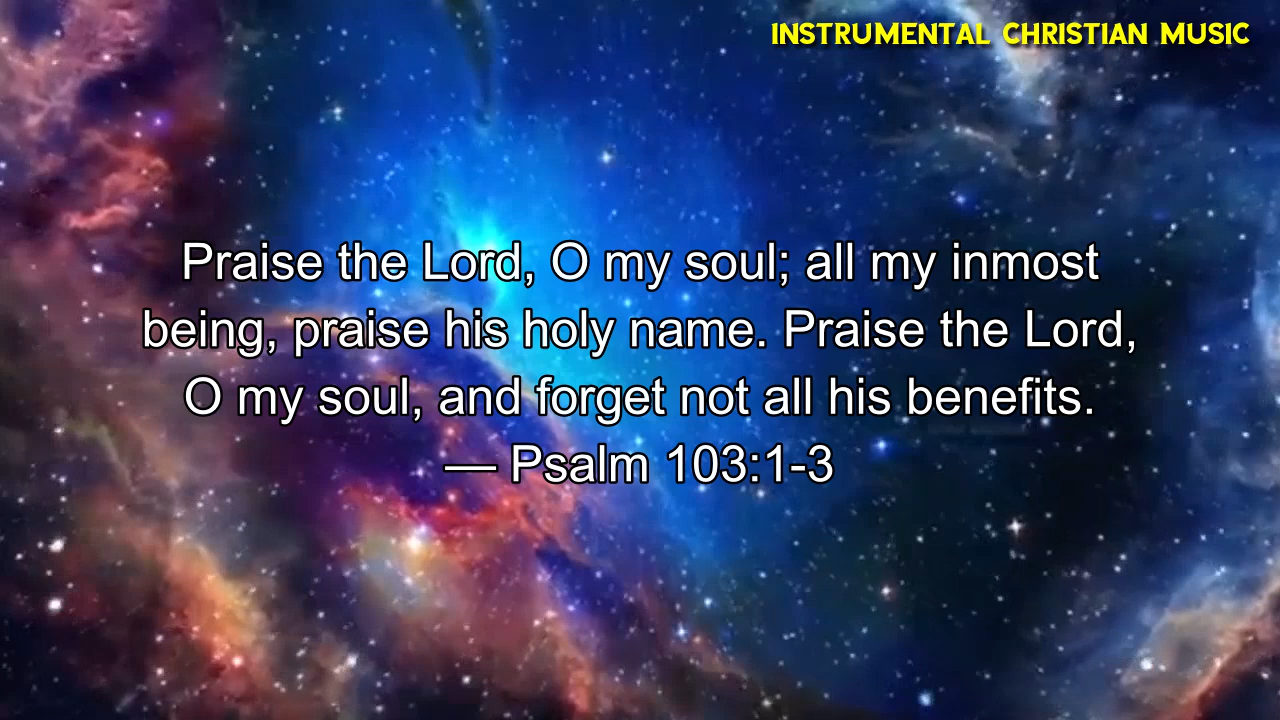 INSTRUMENTAL CHRISTIAN MUSIC
Praise the Lord, O my soul; all my inmost
being, praise his holy name. Praise the Lord,
O my soul, and forget not all his benefits.
— Psalm 103:1-3